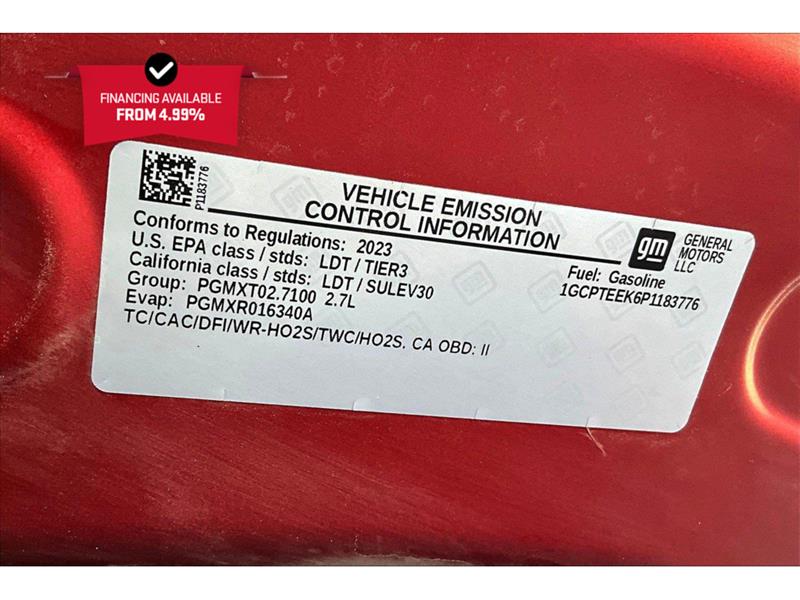 FINANCING AVAILABLE
FROM 4.99%
P1183776
VEHICLE EMISSION
CONTROL INFORMATION
gm
GENERAL
MOTORS
LLC
Conforms to Regulations: 2023
U.S. EPA class / stds: LDT / TIER3
California class / stds: LDT / SULEV30
Group: PGMXT02.7100 2.7L
Evap: PGMXR016340A
TC/CAC/DFI/WR-HO2S/TWC/HO2S. CA OBD: II
Fuel: Gasoline
1GCPTEEK6P1183776